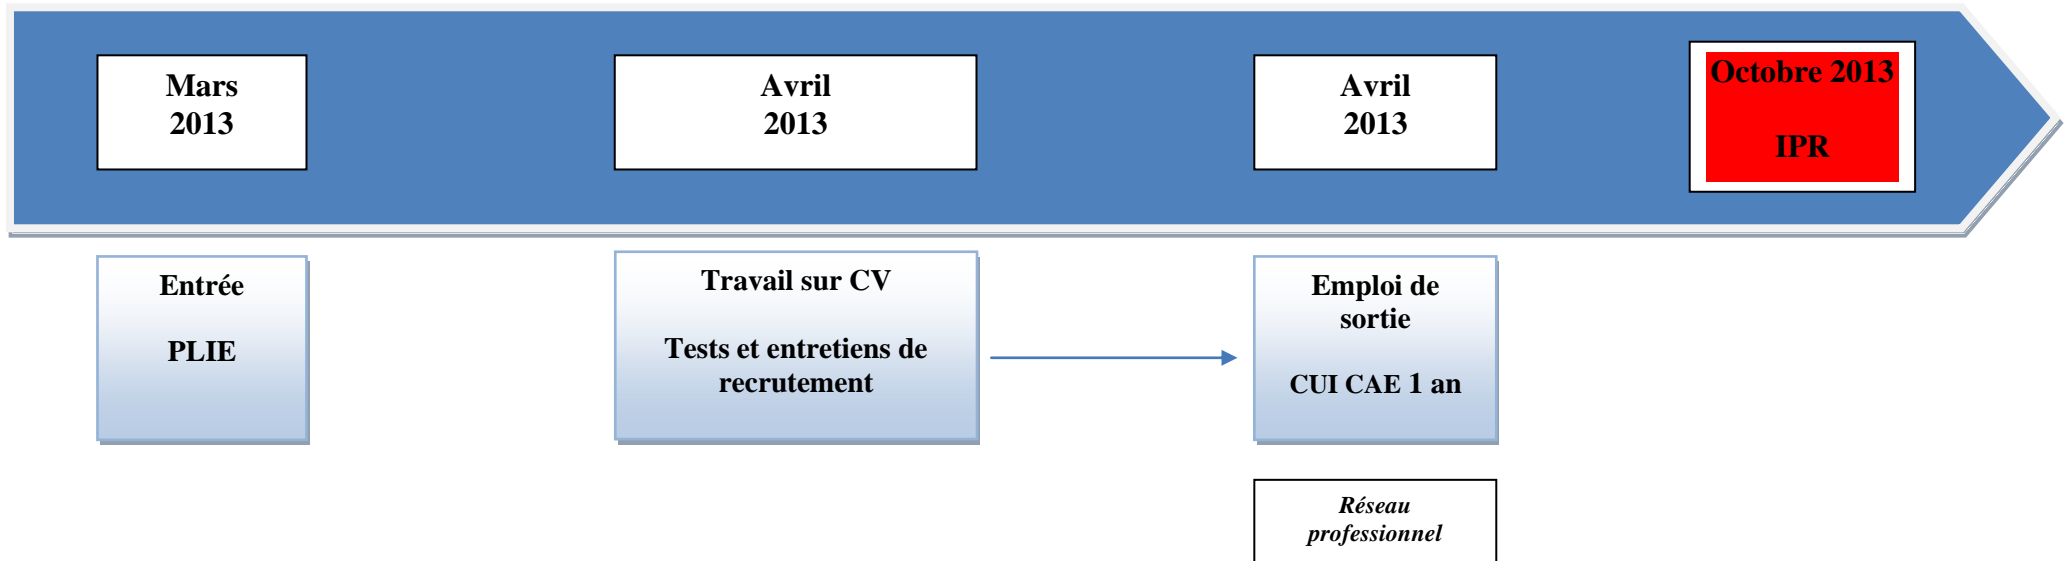 Mars
2013
Avril
2013
Avril
2013
Octobre 2013
IPR
Entrée
PLIE
Travail sur CV
Tests et entretiens de
recrutement
Emploi de
sortie
CUI CAE 1 an
Réseau
professionnel